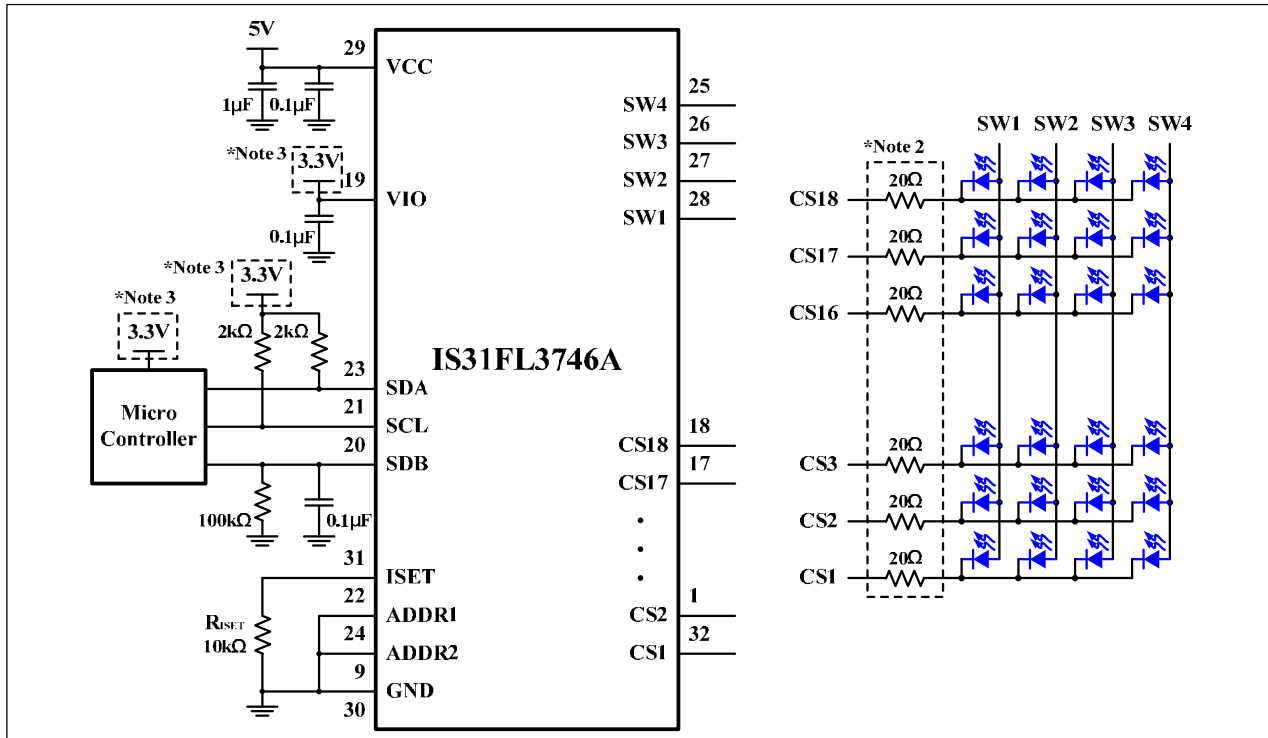 5V
29
VCC
1μF
0.1μF
*Note 3
3.3V
19
VIO
0.1μF
*Note 3
3.3V
*Note 3
3.3V
2kΩ
2kΩ
Micro
Controller
23
SDA
21
SCL
20
SDB
100kΩ
0.1μF
31
ISET
22
ADDR1
RISET
10kΩ
24
ADDR2
9
GND
30
IS31FL3746A
25
SW4
26
SW3
27
SW2
28
SW1
18
CS18
17
CS17
1
CS2
32
CS1
SW1 SW2 SW3 SW4
*Note 2
CS18 20Ω
CS17 20Ω
CS16 20Ω
CS3 20Ω
CS2 20Ω
CS1 20Ω